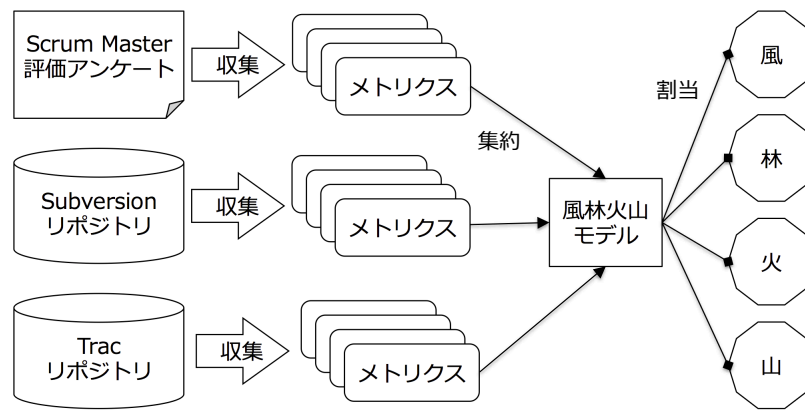 Scrum Master
評価アンケート
収集
メトリクス
集約
割当
風
Subversion
リポジトリ
収集
メトリクス
風林火山
モデル
林
火
Trac
リポジトリ
収集
メトリクス
山